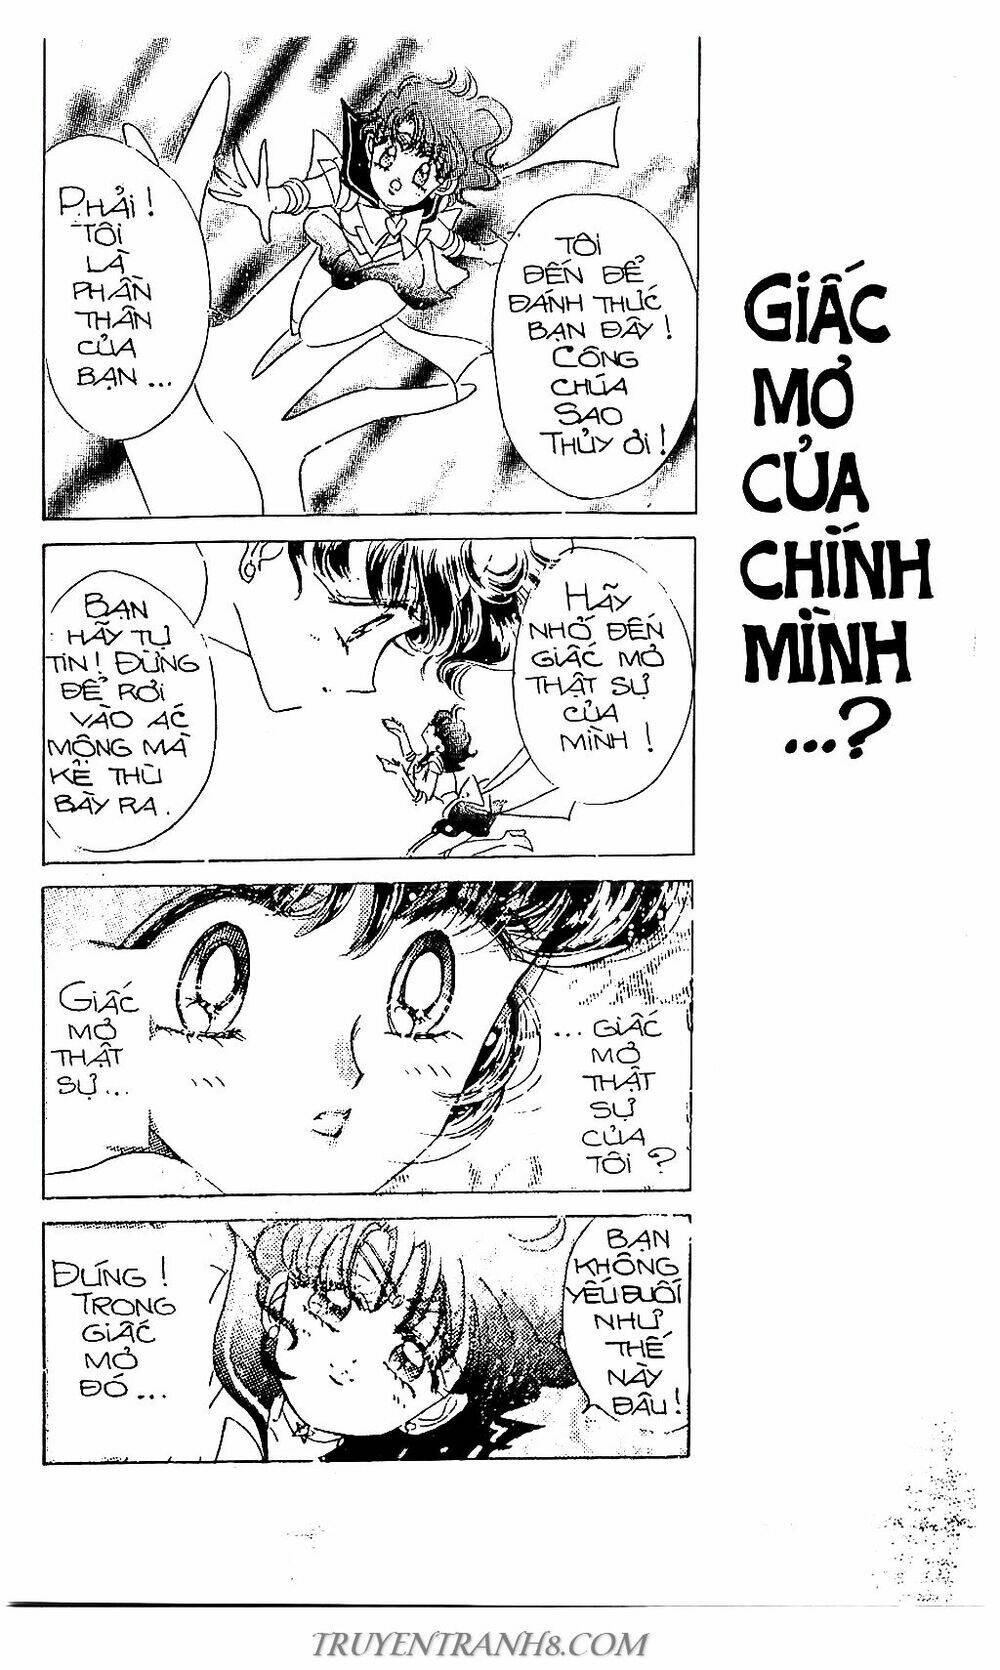 GIẤC
MƠ
CỦA
CHÍNH
MÌNH
...?
TÔI
ĐẾN ĐỂ
ĐÁNH THỨC
BẠN ĐÂY!
CÔNG
CHÚA
SAO
THỦY ƠI!
PHẢI!
TÔI
LÀ
PHÂN
THÂN
CỦA
BẠN...
HÃY
NHỚ ĐẾN
GIẤC MƠ
THẬT SỰ
CỦA
MÌNH!
BẠN
HÃY TỰ
TIN! ĐỪNG
ĐỂ RƠI
VÀO ÁC
MỘNG MÀ
KẺ THÙ
BÀY RA.
GIẤC
MƠ
THẬT
SỰ...
... GIẤC
MƠ
THẬT
SỰ
CỦA
TÔI?
BẠN
KHÔNG
YẾU ĐUỐI
NHƯ
THẾ
NÀY
ĐÂU!
ĐÚNG!
TRONG
GIẤC
MƠ
ĐÓ...
TRUYENTRANH8.COM